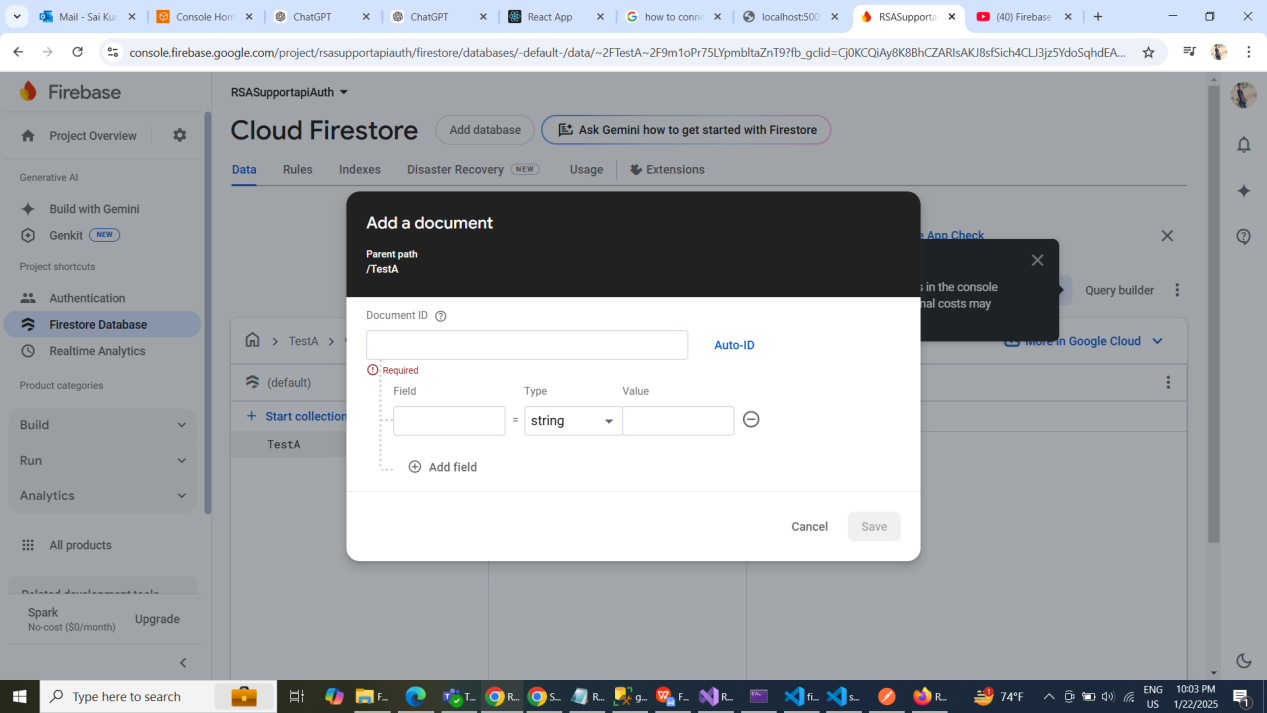 Mail - Sai Kur
Console Hom
ChatGPT
ChatGPT
React App
how to conne
localhost:500
RSASupporta
(40) Firebase
console.firebase.google.com/project/rsasupportapiauth/firestore/databases/-default-/data/~2FTestA~2F9m1oPr75LYpmbltaZnT9?fb_gclid=Cj0KCQiAy8K8BhCZARIsAKJ8sfSich4CLJ3jz5YdoSqhdEA...
Firebase
Project Overview
Generative AI
Build with Gemini
Genkit NEW
Project shortcuts
Authentication
Firestore Database
Realtime Analytics
Product categories
Build
Run
Analytics
All products
Related development tools
Spark
No-cost ($0/month)
Upgrade
RSASupportapiAuth
Cloud Firestore
Add database
Ask Gemini how to get started with Firestore
Data Rules Indexes Disaster Recovery NEW Usage Extensions
App Check
s in the console
nal costs may
Query builder
TestA
More in Google Cloud
(default)
Start collection
TestA
Add a document
Parent path
/TestA
Document ID
Auto-ID
Required
Field Type Value
= string
Add field
Cancel Save
Type here to search
74°F
ENG
US
10:03 PM
1/22/2025
1